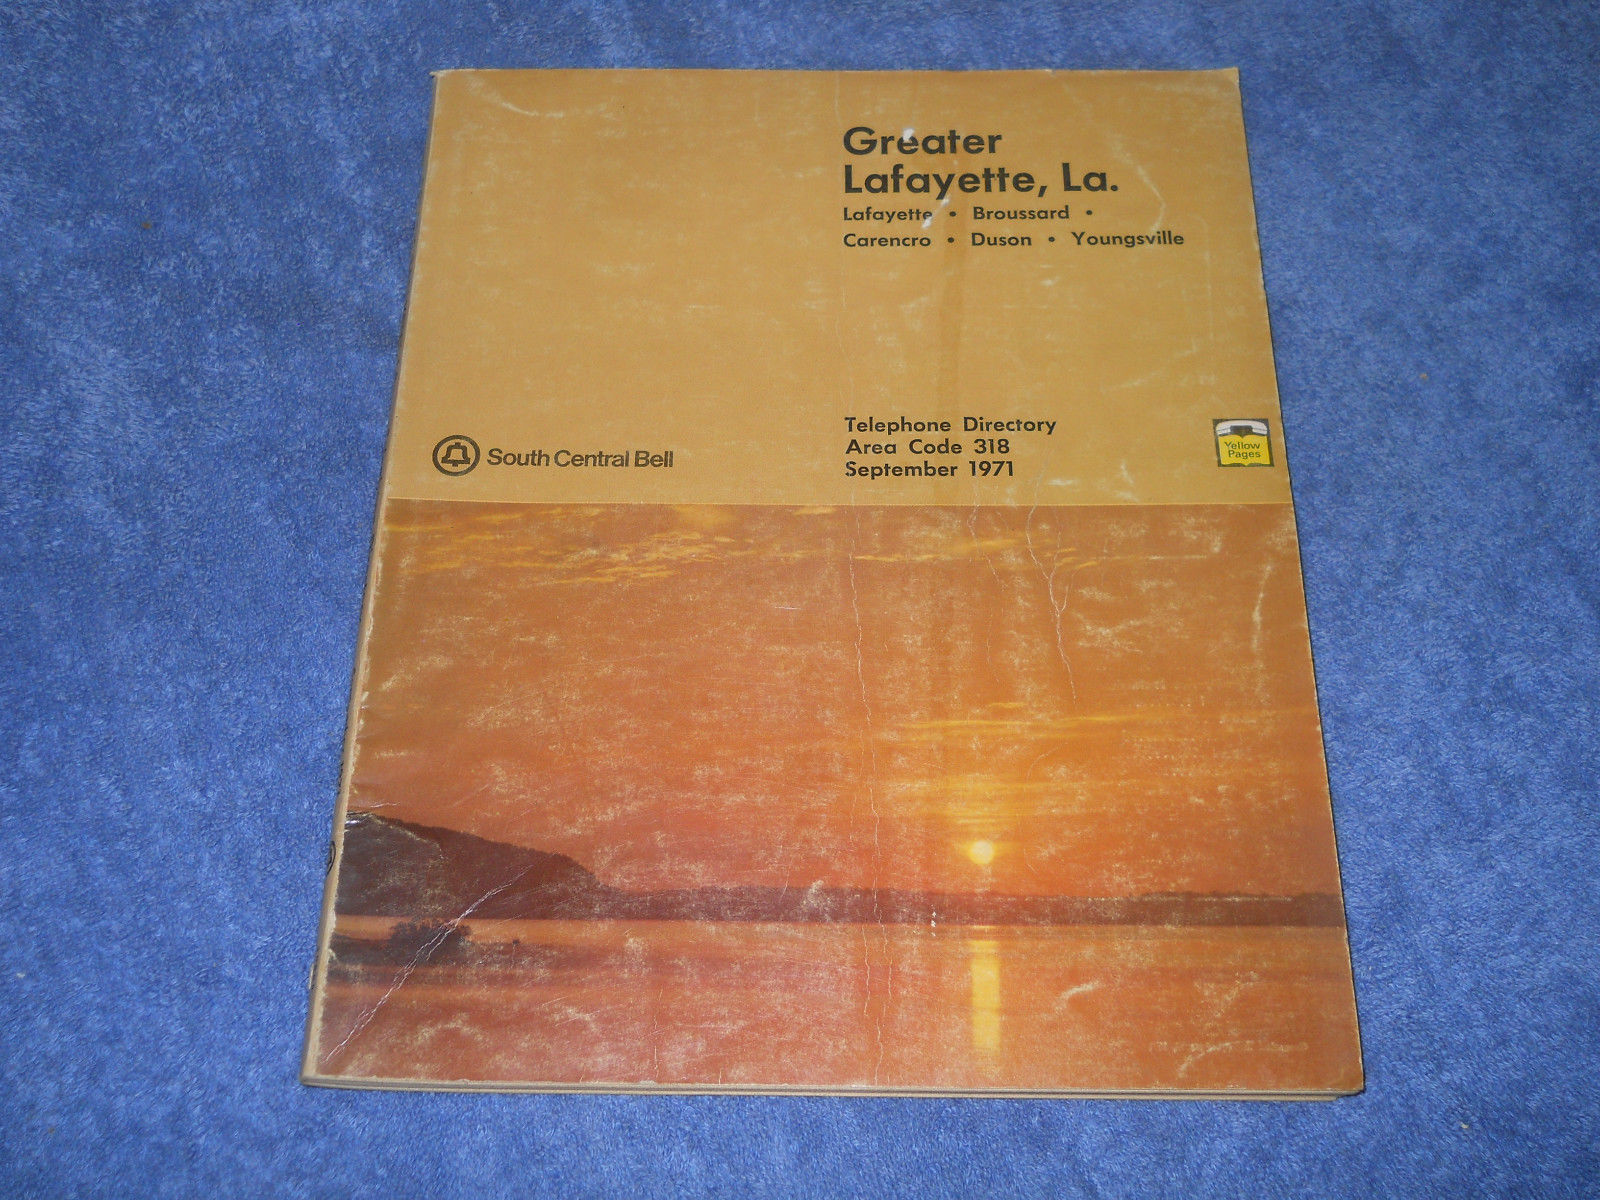 Greater
Lafayette, La.
Lafayette • Broussard •
Carencro • Duson • Youngsville
Telephone Directory
Area Code 318
September 1971
South Central Bell
Yellow
Pages